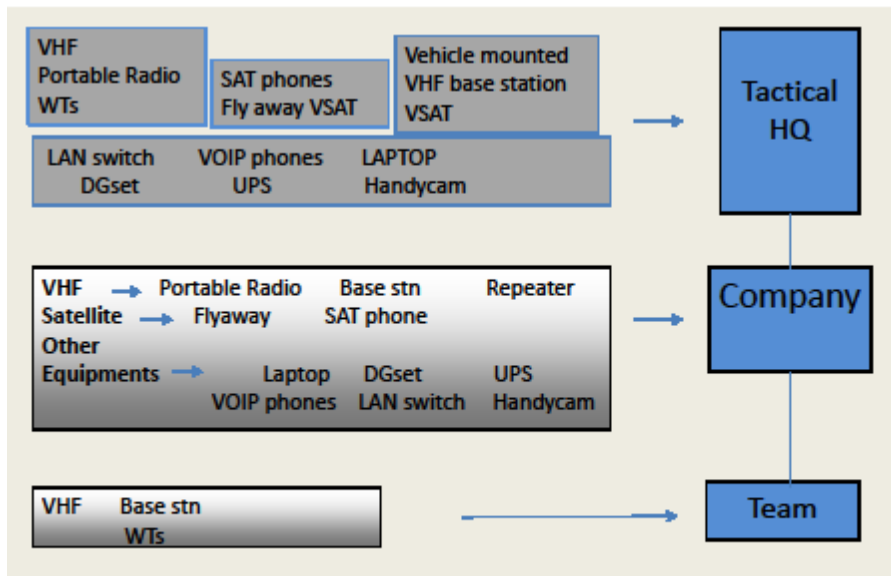 VHF
Portable Radio
WTs
SAT phones
Fly away VSAT
Vehicle mounted
VHF base station
VSAT
LAN switch VOIP phones LAPTOP
DGset UPS Handycam
Tactical
HQ
VHF Portable Radio Base stn Repeater
Satellite Flyaway SAT phone
Other
Equipments Laptop DGset UPS
VOIP phones LAN switch Handycam
Company
VHF Base stn
WTs
Team